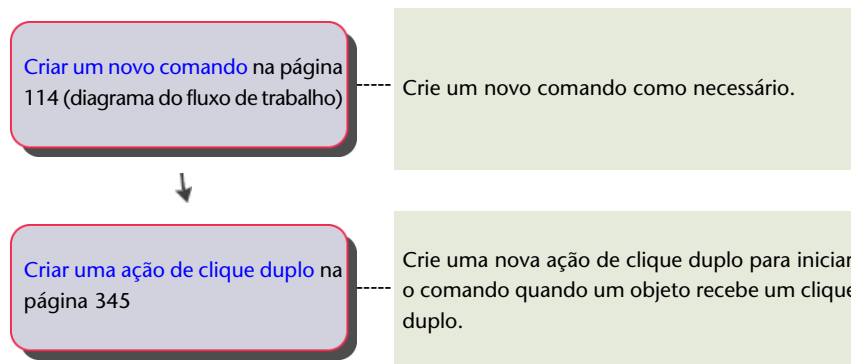 Criar um novo comando na página
114 (diagrama do fluxo de trabalho)
Crie um novo comando como necessário.
Criar uma ação de clique duplo na
página 345
Crie uma nova ação de clique duplo para iniciar
o comando quando um objeto recebe um clique
duplo.